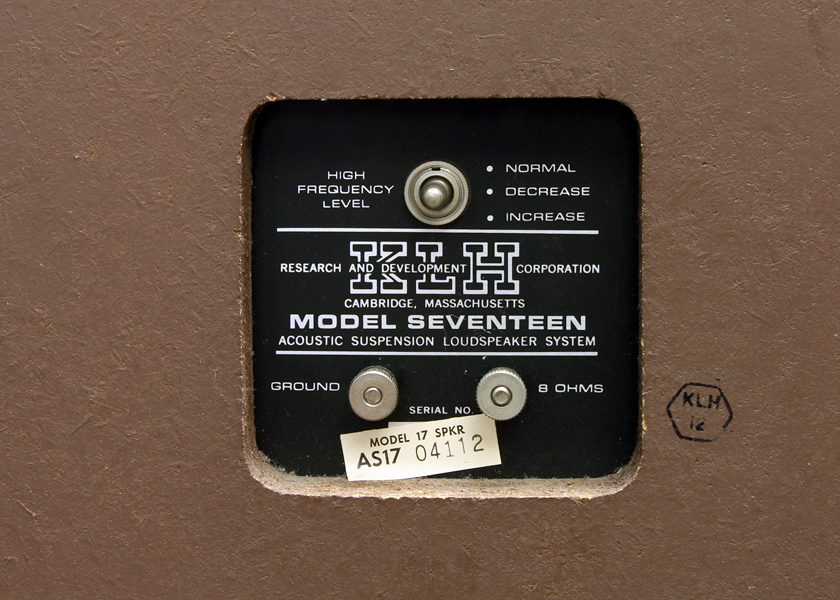 HIGH
FREQUENCY
LEVEL
NORMAL
DECREASE
INCREASE
KLH
RESEARCH AND DEVELOPMENT CORPORATION
CAMBRIDGE, MASSACHUSETTS
MODEL SEVENTEEN
ACOUSTIC SUSPENSION LOUDSPEAKER SYSTEM
GROUND
8 OHMS
SERIAL NO.
MODEL 17 SPKR
AS17 04112
KLH
12